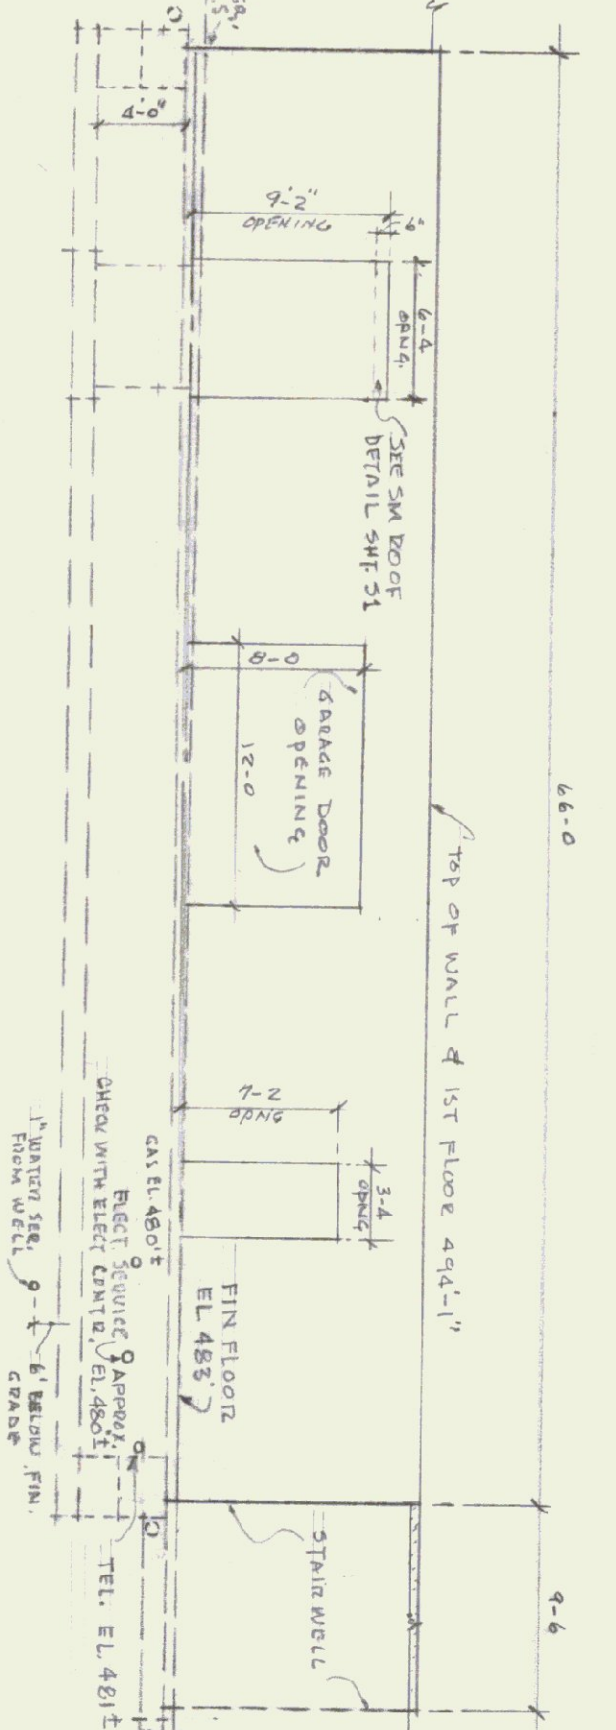 66-0
9-6
TOP OF WALL & 1ST FLOOR 494'-1"
4'-0"
9'-2"
OPENING
6"
6-4
OPNG.
SEE SM ROOF
DETAIL SHT. S1
8-0
12-0
GARAGE DOOR
OPENING
7-2
OPNG
3-4
OPNG
FIN FLOOR
EL 483'
STAIRWELL
GAS EL. 480'±
ELECT. SERVICE APPROX.
CHECK WITH ELECT CONTR. EL. 480'±
TEL. EL. 481'±
1" WATER SER.
FROM WELL
6' BELOW FIN.
GRADE